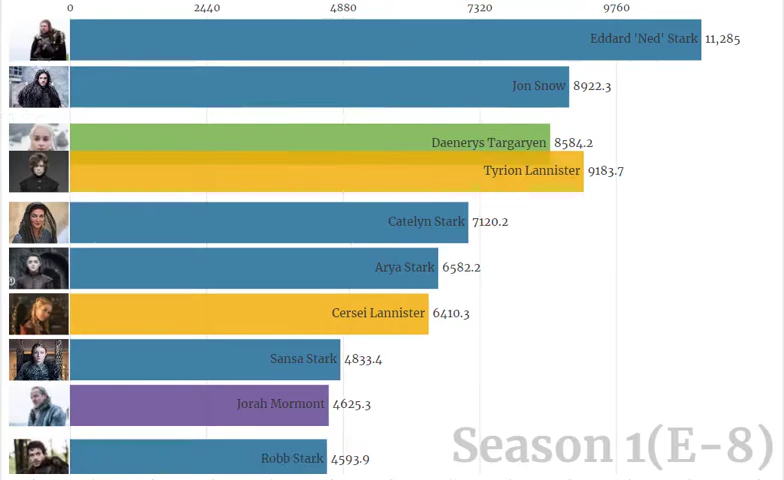 0 2440 4880 7320 9760
Eddard 'Ned' Stark 11,285
Jon Snow 8922.3
Daenerys Targaryen 8584.2
Tyrion Lannister 9183.7
Catelyn Stark 7120.2
Arya Stark 6582.2
Cersei Lannister 6410.3
Sansa Stark 4833.4
Jorah Mormont 4625.3
Robb Stark 4593.9
Season 1(E-8)